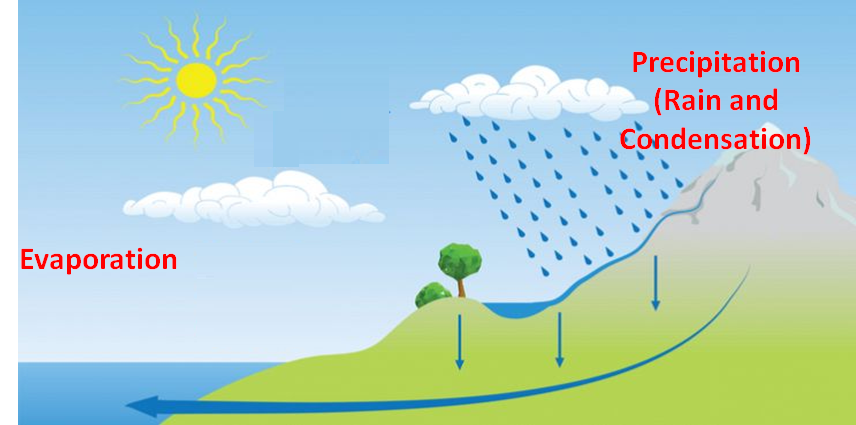 Precipitation
(Rain and
Condensation)
Evaporation